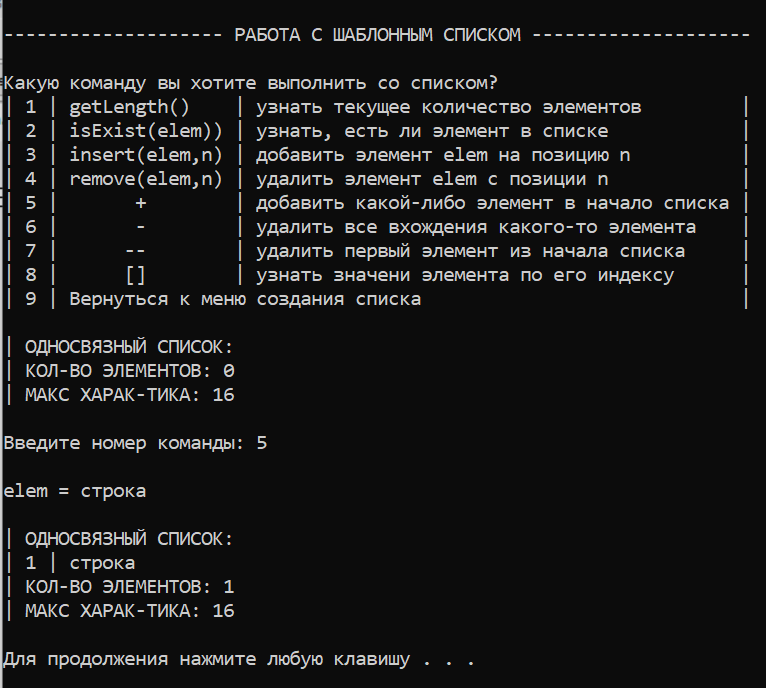 -------------------- РАБОТА С ШАБЛОННЫМ СПИСКОМ --------------------
Какую команду вы хотите выполнить со списком?
| 1 | getLength()    | узнать текущее количество элементов         |
| 2 | isExist(elem)) | узнать, есть ли элемент в списке            |
| 3 | insert(elem,n) | добавить элемент elem на позицию n          |
| 4 | remove(elem,n) | удалить элемент elem с позиции n            |
| 5 |       +        | добавить какой-либо элемент в начало списка |
| 6 |       -        | удалить все вхождения какого-то элемента    |
| 7 |       --       | удалить первый элемент из начала списка     |
| 8 |       []       | узнать значени элемента по его индексу      |
| 9 | Вернуться к меню создания списка                             |
| ОДНОСВЯЗНЫЙ СПИСОК:
| КОЛ-ВО ЭЛЕМЕНТОВ: 0
| МАКС ХАРАК-ТИКА: 16
Введите номер команды: 5
elem = строка
| ОДНОСВЯЗНЫЙ СПИСОК:
| 1 | строка
| КОЛ-ВО ЭЛЕМЕНТОВ: 1
| МАКС ХАРАК-ТИКА: 16
Для продолжения нажмите любую клавишу . . .